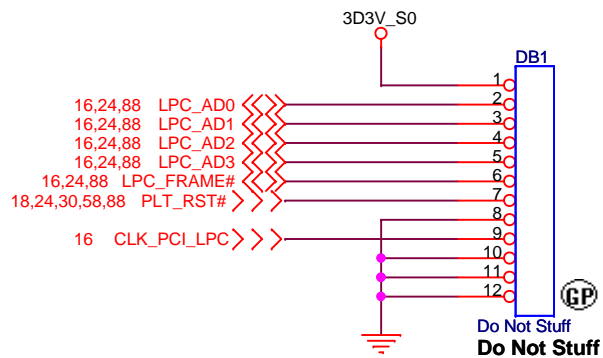 3D3V_S0
DB1
1
16,24,88 LPC_AD0 2
16,24,88 LPC_AD1 3
16,24,88 LPC_AD2 4
16,24,88 LPC_AD3 5
16,24,88 LPC_FRAME# 6
18,24,30,58,88 PLT_RST# 7
8
16 CLK_PCI_LPC 9
10
11
12
GP
Do Not Stuff
Do Not Stuff